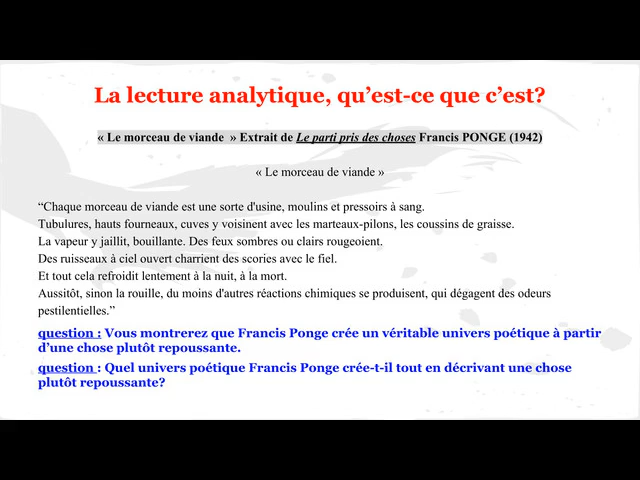 La lecture analytique, qu’est-ce que c’est?
« Le morceau de viande  » Extrait de Le parti pris des choses Francis PONGE (1942)
« Le morceau de viande »
“Chaque morceau de viande est une sorte d'usine, moulins et pressoirs à sang.
Tubulures, hauts fourneaux, cuves y voisinent avec les marteaux-pilons, les coussins de graisse.
La vapeur y jaillit, bouillante. Des feux sombres ou clairs rougeoient.
Des ruisseaux à ciel ouvert charrient des scories avec le fiel.
Et tout cela refroidit lentement à la nuit, à la mort.
Aussitôt, sinon la rouille, du moins d'autres réactions chimiques se produisent, qui dégagent des odeurs
pestilentielles.”
question : Vous montrerez que Francis Ponge crée un véritable univers poétique à partir
d’une chose plutôt repoussante.
question : Quel univers poétique Francis Ponge crée-t-il tout en décrivant une chose
plutôt repoussante?